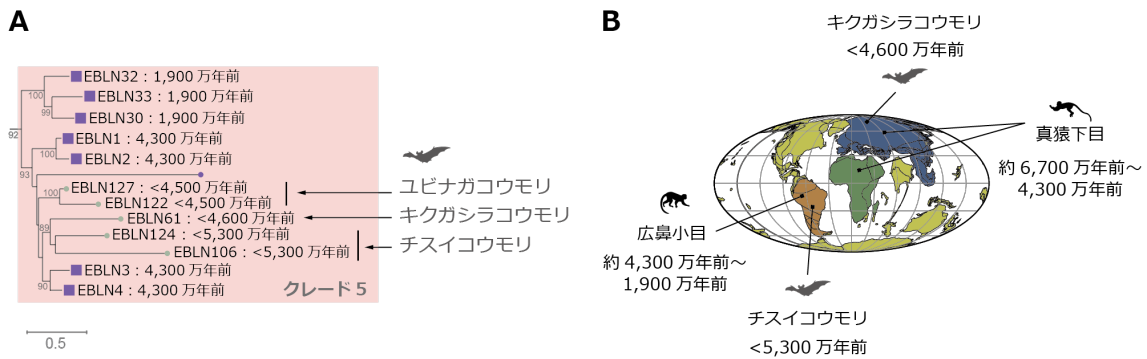 A
EBLN32：1,900 万年前
100
EBLN33：1,900 万年前
99
EBLN30：1,900 万年前
92
EBLN1：4,300 万年前
100
EBLN2：4,300 万年前
93
EBLN127：<4,500 万年前
100
EBLN122 <4,500 万年前
ユビナガコウモリ
EBLN61：<4,600 万年前
キクガシラコウモリ
89
EBLN124：<5,300 万年前
EBLN106：<5,300 万年前
チスイコウモリ
EBLN3：4,300 万年前
90
EBLN4：4,300 万年前
クレード 5
0.5
B
キクガシラコウモリ
<4,600 万年前
真猿下目
約 6,700 万年前～
4,300 万年前
広鼻小目
約 4,300 万年前～
1,900 万年前
チスイコウモリ
<5,300 万年前